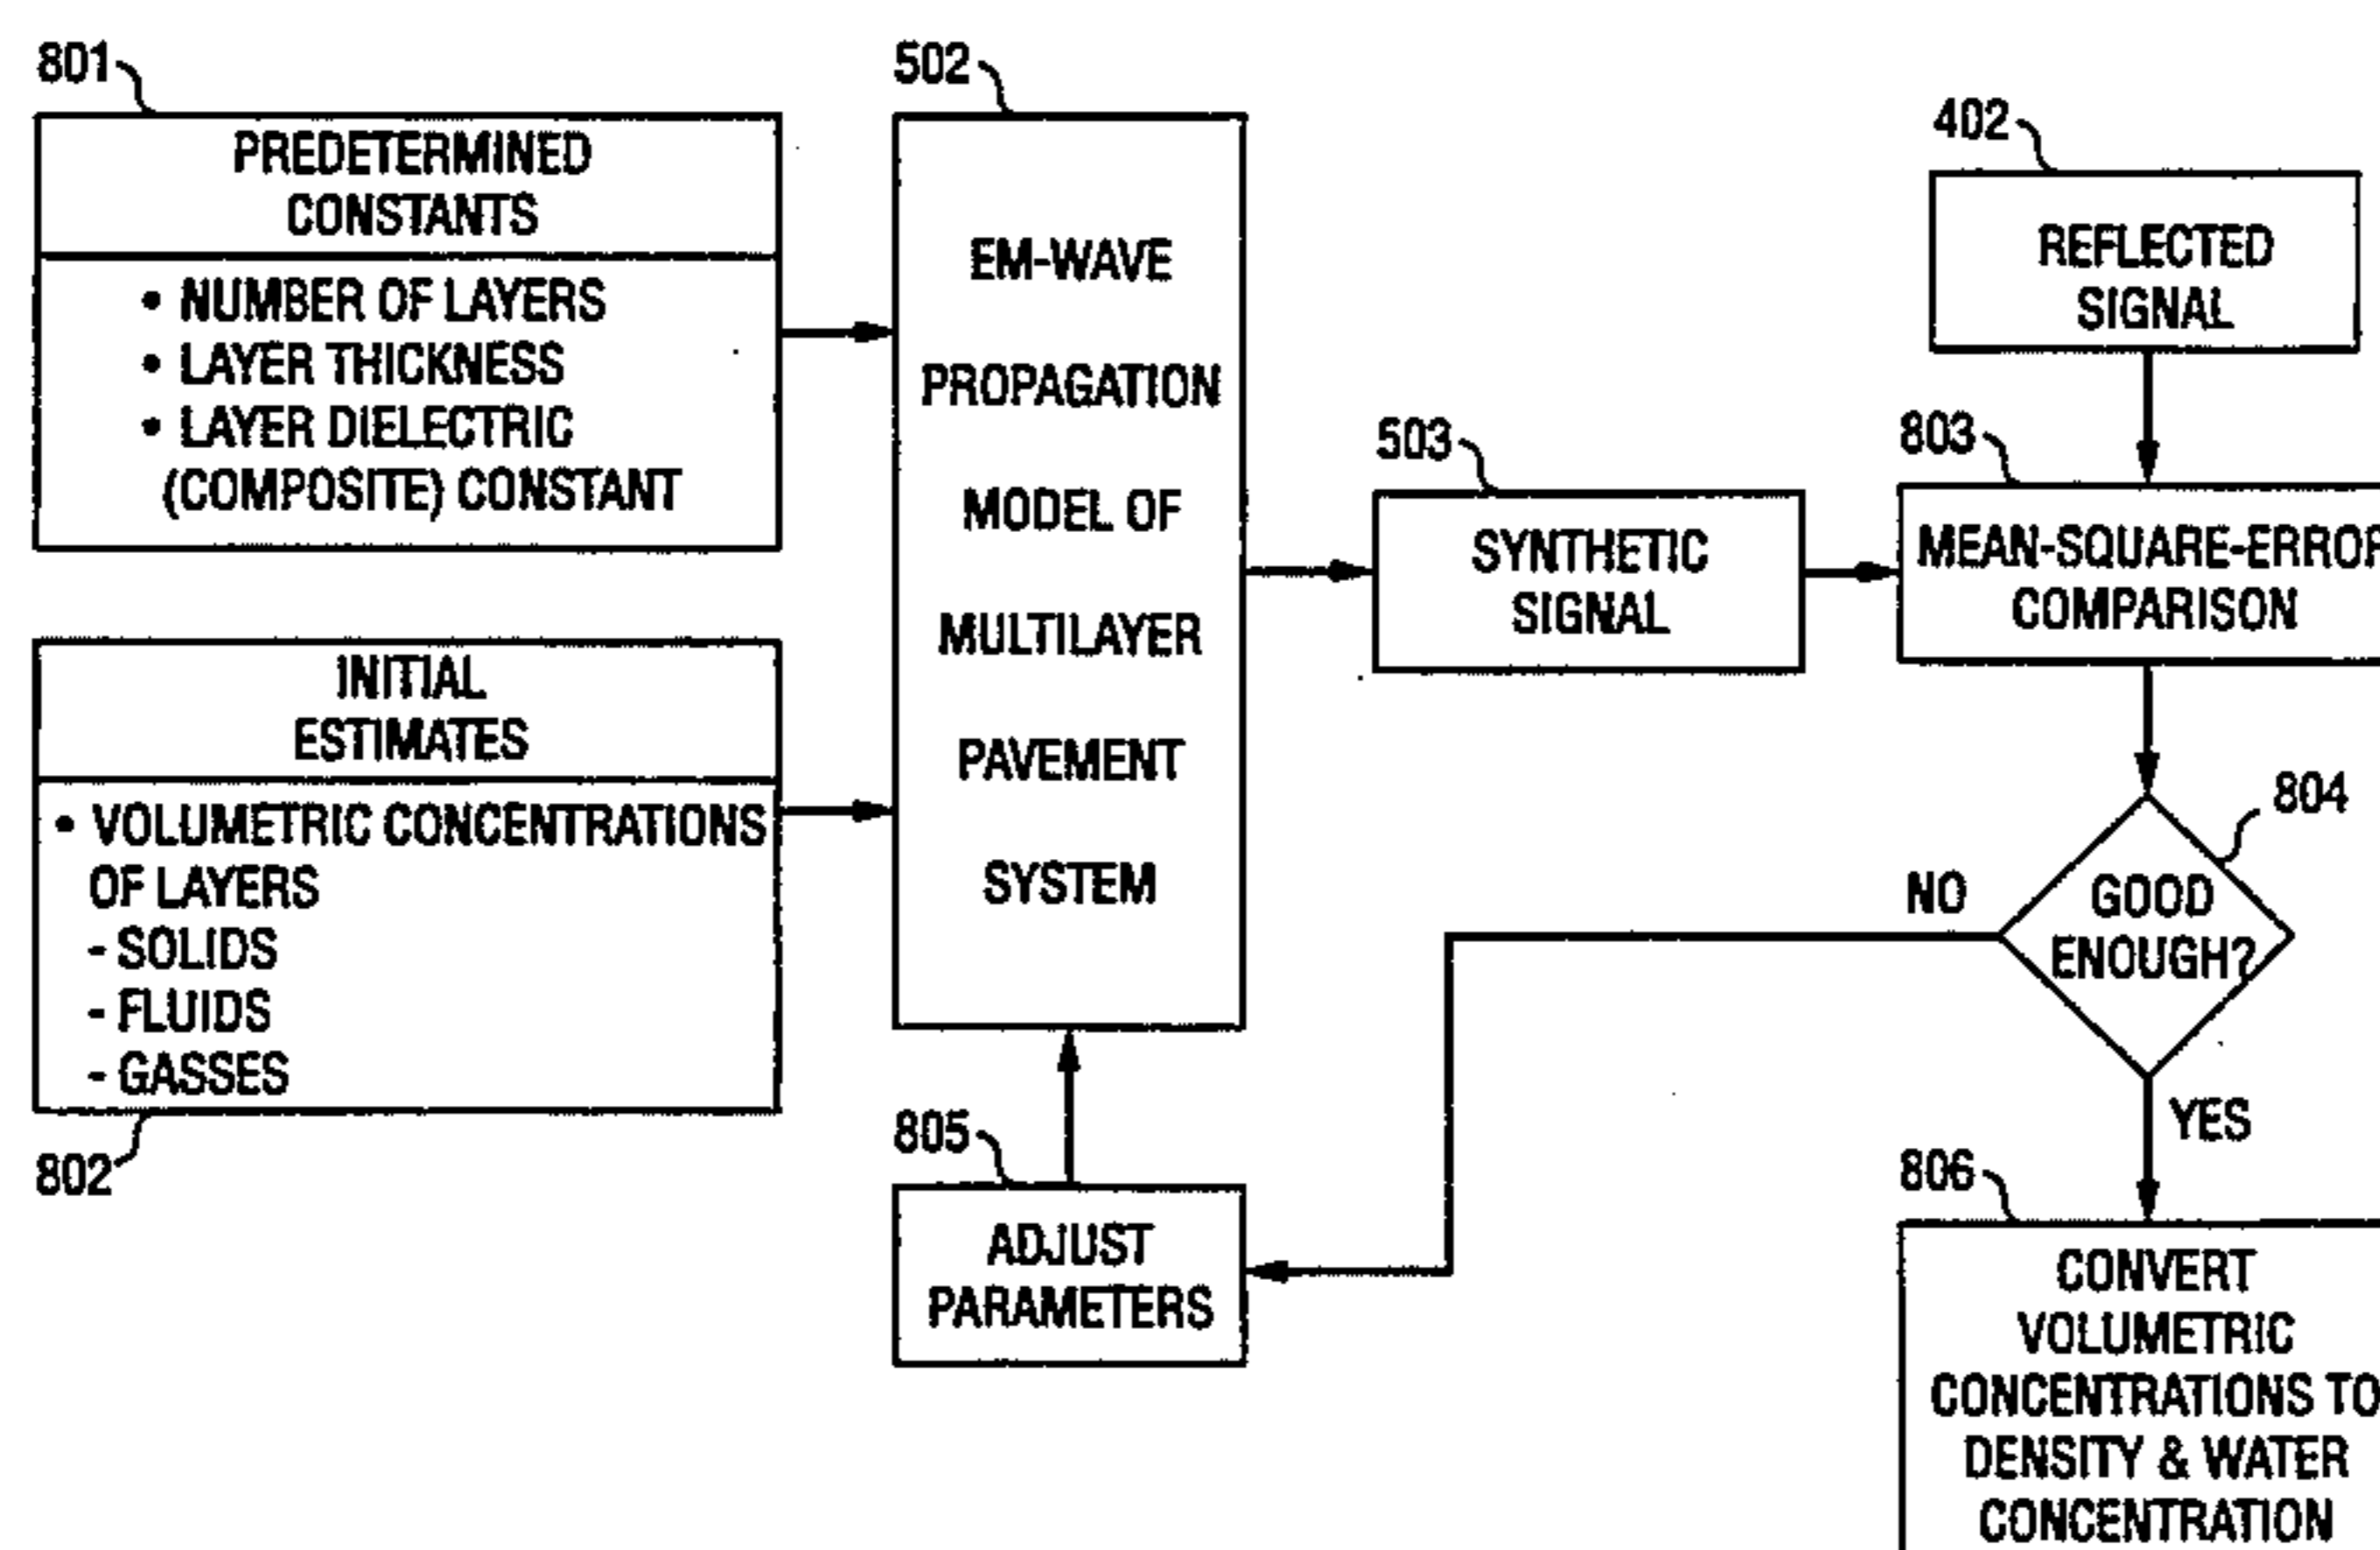 801
PREDETERMINED
CONSTANTS
• NUMBER OF LAYERS
• LAYER THICKNESS
• LAYER DIELECTRIC
(COMPOSITE) CONSTANT
INITIAL
ESTIMATES
• VOLUMETRIC CONCENTRATIONS
OF LAYERS
- SOLIDS
- FLUIDS
- GASSES
802
502
EM-WAVE
PROPAGATION
MODEL OF
MULTILAYER
PAVEMENT
SYSTEM
805
ADJUST
PARAMETERS
503
SYNTHETIC
SIGNAL
402
REFLECTED
SIGNAL
803
MEAN-SQUARE-ERROR
COMPARISON
804
GOOD
ENOUGH?
NO
YES
806
CONVERT
VOLUMETRIC
CONCENTRATIONS TO
DENSITY & WATER
CONCENTRATION